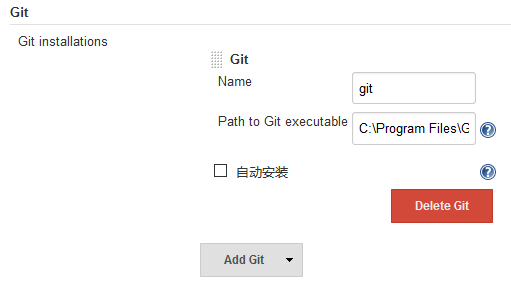 Git
Git installations
Git
Name
git
Path to Git executable
C:\Program Files\G
自动安装
Delete Git
Add Git